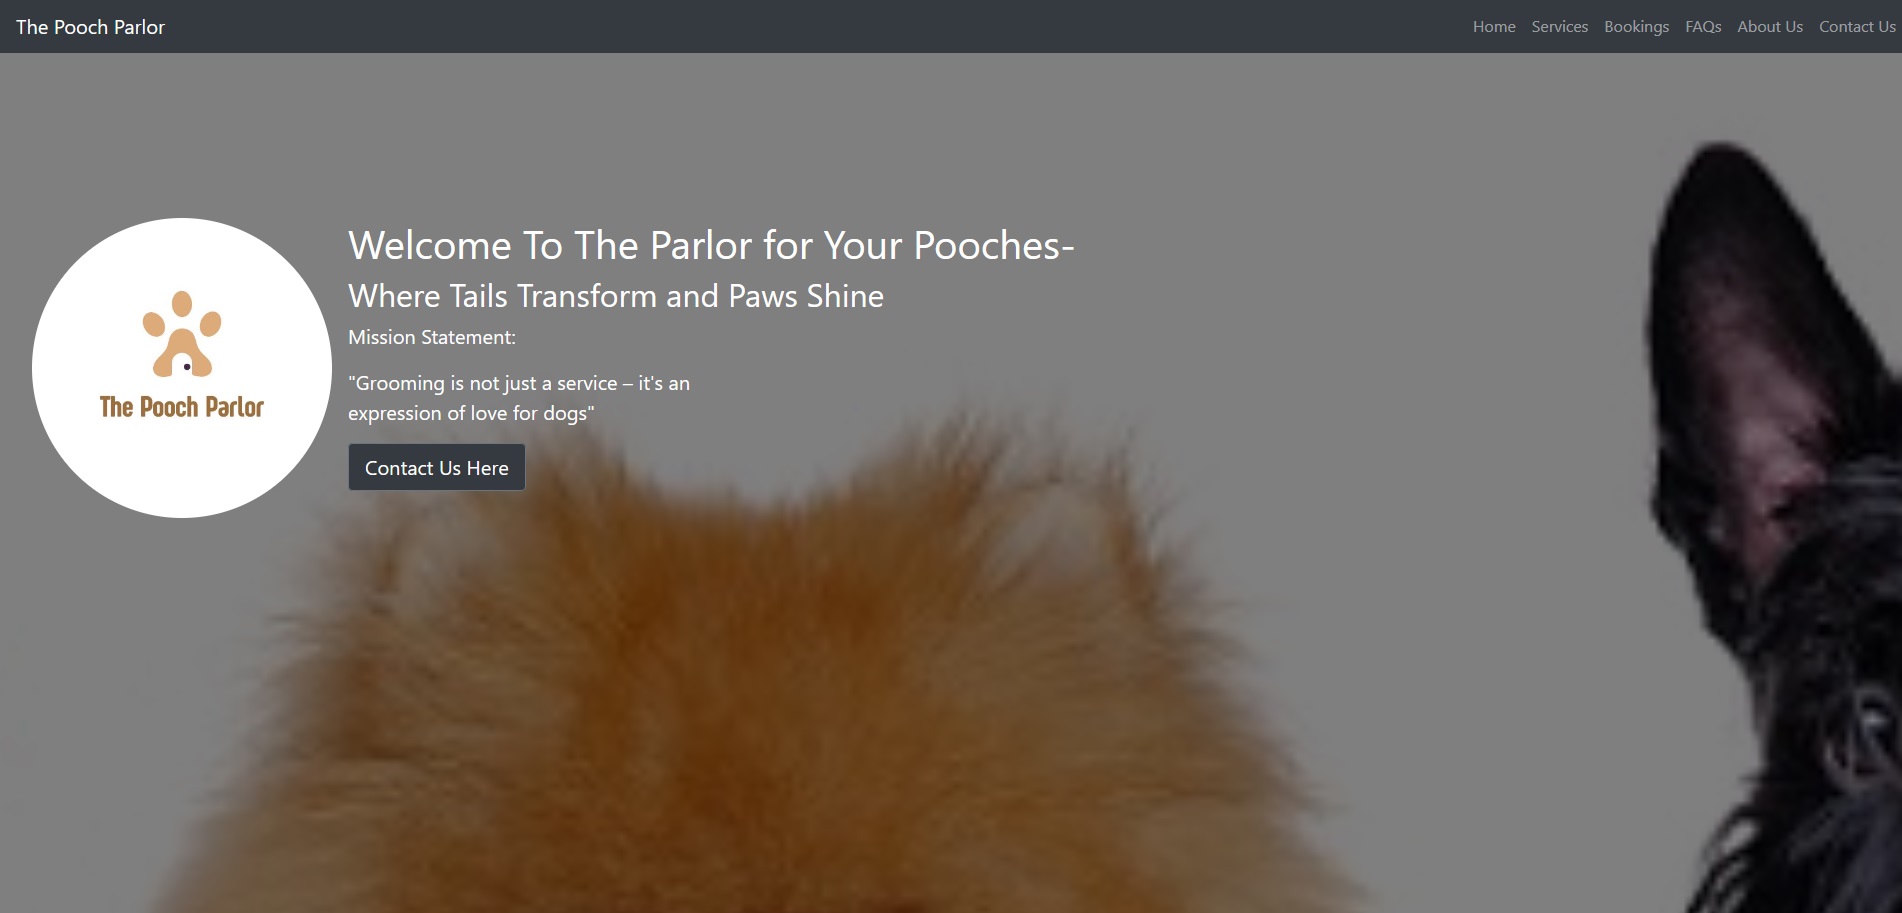 The Pooch Parlor
Home Services Bookings FAQs About Us Contact Us
Welcome To The Parlor for Your Pooches-
Where Tails Transform and Paws Shine
Mission Statement:
"Grooming is not just a service – it's an
expression of love for dogs"
Contact Us Here
The Pooch Parlor